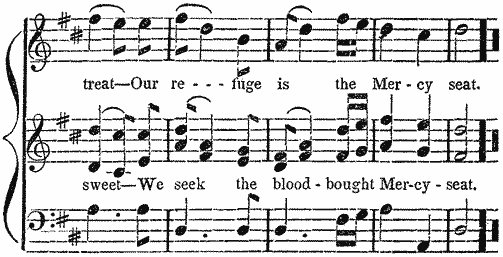 treat—Our re - - - fuge is the Mer - cy seat.
sweet—We seek the blood - bought Mer-cy - seat.